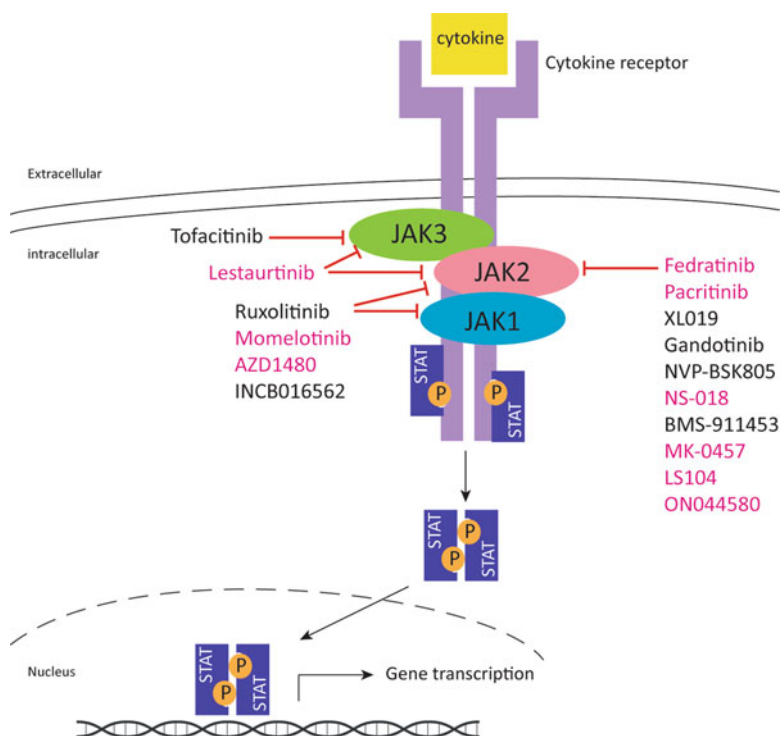 cytokine
Cytokine receptor
Extracellular
intracellular
Tofacitinib
JAK3
Lestaurtinib
JAK2
Ruxolitinib
Momelotinib
AZD1480
INCB016562
JAK1
Fedratinib
Pacritinib
XL019
Gandotinib
NVP-BSK805
NS-018
BMS-911453
MK-0457
LS104
ON044580
STAT
P
P
STAT
STAT
P
P
STAT
Nucleus
STAT
P
P
STAT
Gene transcription